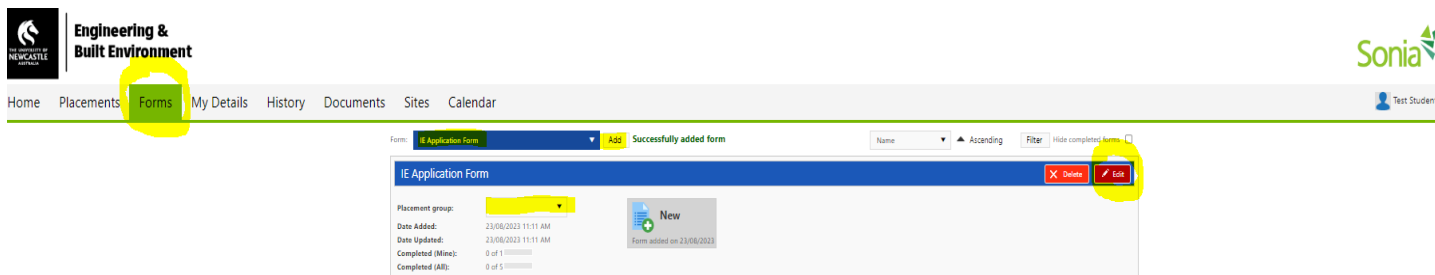 Engineering &
Built Environment
THE UNIVERSITY OF
NEWCASTLE
AUSTRALIA
Sonia
Home Placements Forms My Details History Documents Sites Calendar
Test Student
Form: IE Application Form Add Successfully added form Name Ascending Filter Hide completed forms
IE Application Form Delete Edit
Placement group:
New
Date Added: 23/08/2023 11:11 AM
Date Updated: 23/08/2023 11:11 AM Form added on 23/08/2023
Completed (Mine): 0 of 1
Completed (All): 0 of 5